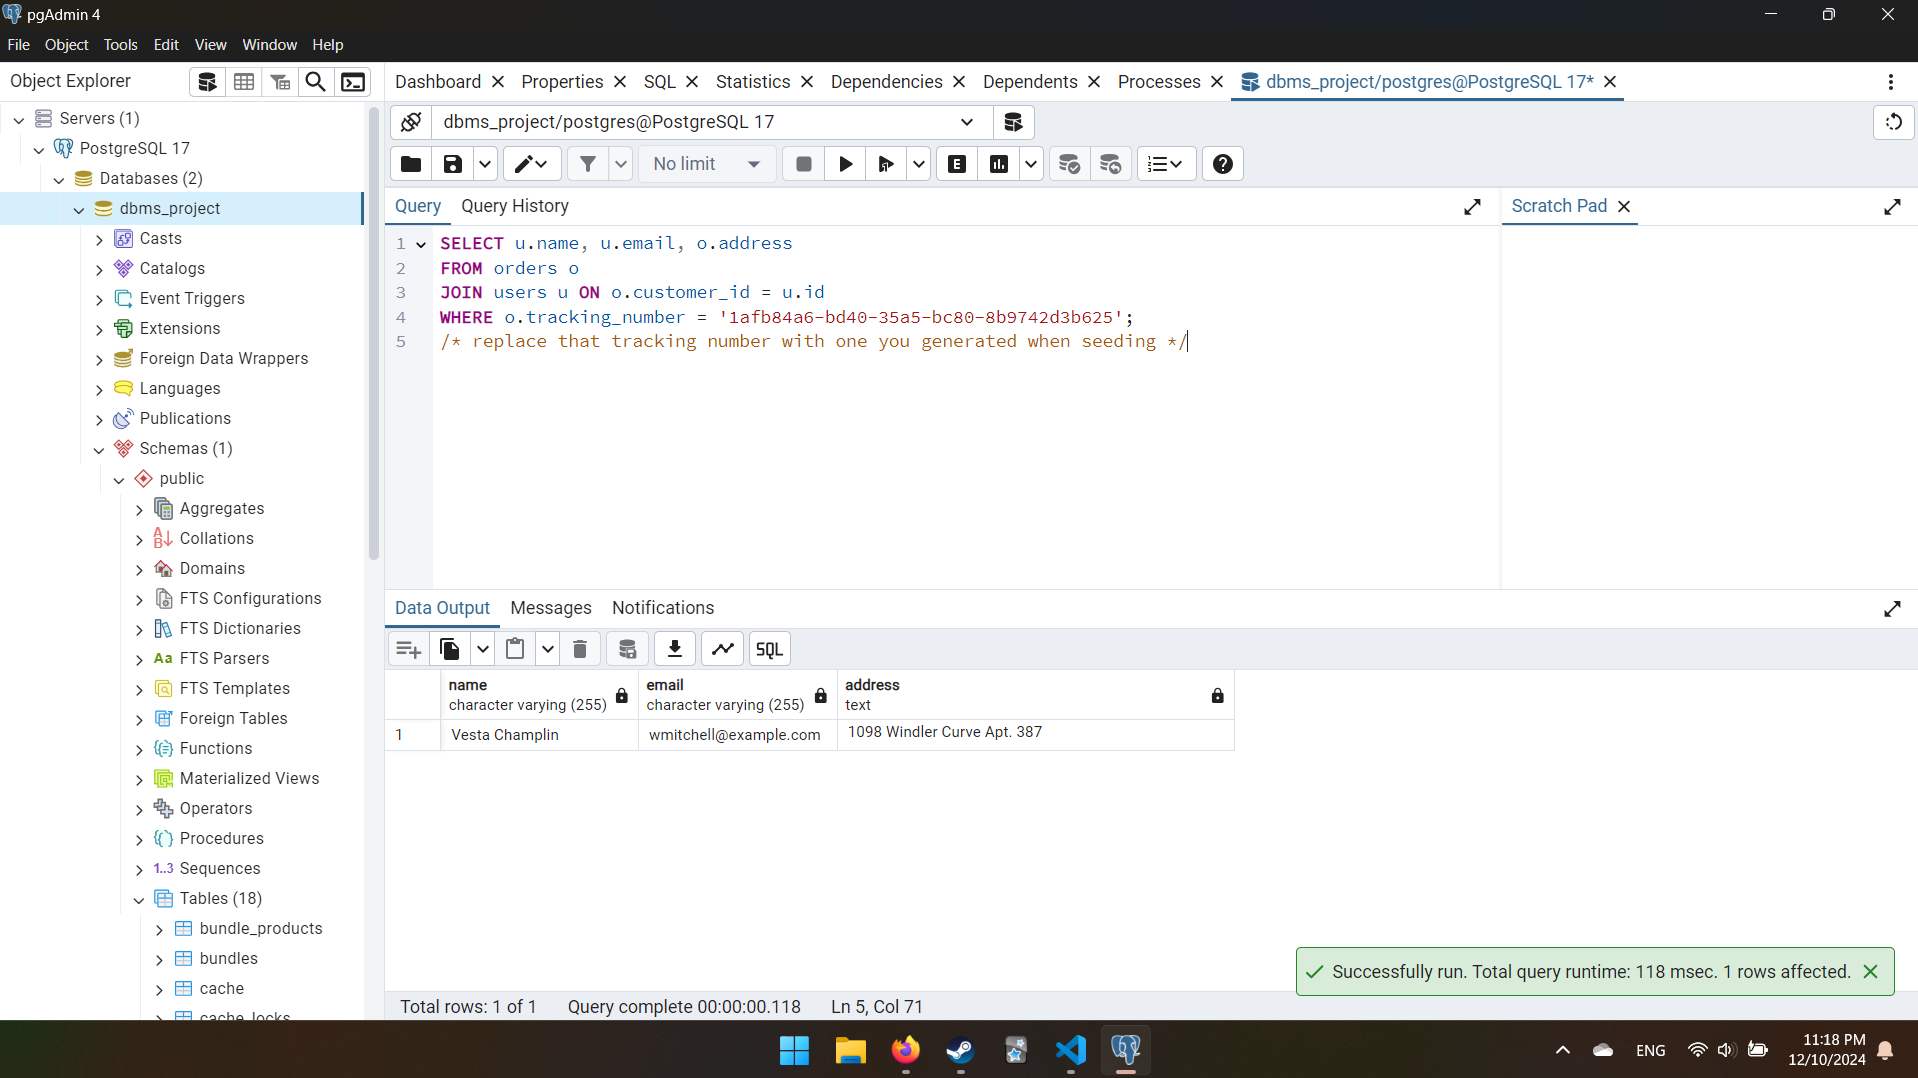 pgAdmin 4
File Object Tools Edit View Window Help
Object Explorer
Dashboard Properties SQL Statistics Dependencies Dependents Processes dbms_project/postgres@PostgreSQL 17*
Servers (1)
PostgreSQL 17
Databases (2)
dbms_project
Casts
Catalogs
Event Triggers
Extensions
Foreign Data Wrappers
Languages
Publications
Schemas (1)
public
Aggregates
Collations
Domains
FTS Configurations
FTS Dictionaries
Aa FTS Parsers
FTS Templates
Foreign Tables
Functions
Materialized Views
Operators
Procedures
1..3 Sequences
Tables (18)
bundle_products
bundles
cache
cache_locks
dbms_project/postgres@PostgreSQL 17
No limit E
Query Query History
Scratch Pad
1 SELECT u.name, u.email, o.address
2 FROM orders o
3 JOIN users u ON o.customer_id = u.id
4 WHERE o.tracking_number = '1afb84a6-bd40-35a5-bc80-8b9742d3b625';
5 /* replace that tracking number with one you generated when seeding */
Data Output Messages Notifications
SQL
name email address
character varying (255) character varying (255) text
1 Vesta Champlin wmitchell@example.com 1098 Windler Curve Apt. 387
Successfully run. Total query runtime: 118 msec. 1 rows affected.
Total rows: 1 of 1 Query complete 00:00:00.118 Ln 5, Col 71
ENG
11:18 PM
12/10/2024